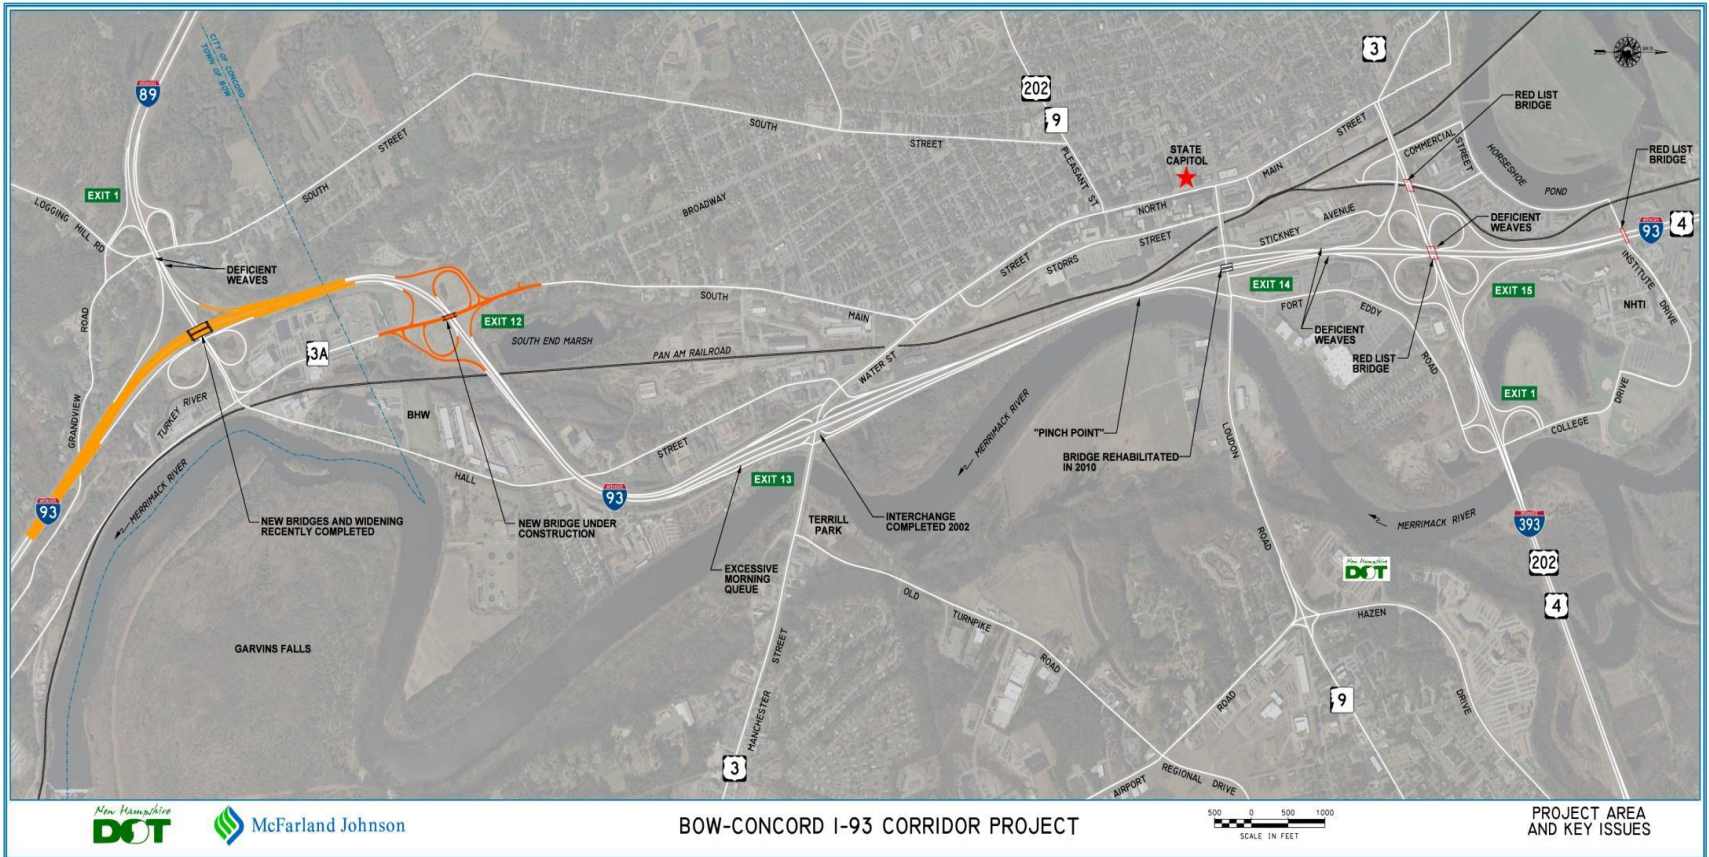 CITY OF CONCORD
TOWN OF BOW
89
3
202
9
RED LIST
BRIDGE
STATE
CAPITOL
SOUTH
STREET
SOUTH
STREET
PLEASANT ST
BROADWAY
NORTH
MAIN
STREET
COMMERCIAL
STREET
HORSESHOE
POND
RED LIST
BRIDGE
EXIT 1
LOGGING HILL RD
DEFICIENT
WEAVES
STREET
STORRS
STREET
STICKNEY
AVENUE
DEFICIENT
WEAVES
93
4
INSTITUTE
DRIVE
NHTI
EXIT 14
EXIT 15
FORT
EDDY
ROAD
DEFICIENT
WEAVES
RED LIST
BRIDGE
EXIT 1
COLLEGE
DRIVE
EXIT 12
SOUTH
MAIN
SOUTH END MARSH
PAN AM RAILROAD
3A
ROAD
GRANDVIEW
TURKEY RIVER
BHW
WATER ST
STREET
HALL
MERRIMACK RIVER
"PINCH POINT"
BRIDGE REHABILITATED
IN 2010
LOUDON
ROAD
MERRIMACK RIVER
93
NEW BRIDGES AND WIDENING
RECENTLY COMPLETED
NEW BRIDGE UNDER
CONSTRUCTION
93
EXIT 13
TERRILL
PARK
INTERCHANGE
COMPLETED 2002
EXCESSIVE
MORNING
QUEUE
MERRIMACK RIVER
393
202
4
New Hampshire
DOT
HAZEN
DRIVE
OLD
TURNPIKE
ROAD
GARVINS FALLS
MANCHESTER
STREET
3
9
ROAD
AIRPORT
REGIONAL DRIVE
New Hampshire
DOT
McFarland Johnson
BOW-CONCORD I-93 CORRIDOR PROJECT
500 0 500 1000
SCALE IN FEET
PROJECT AREA
AND KEY ISSUES